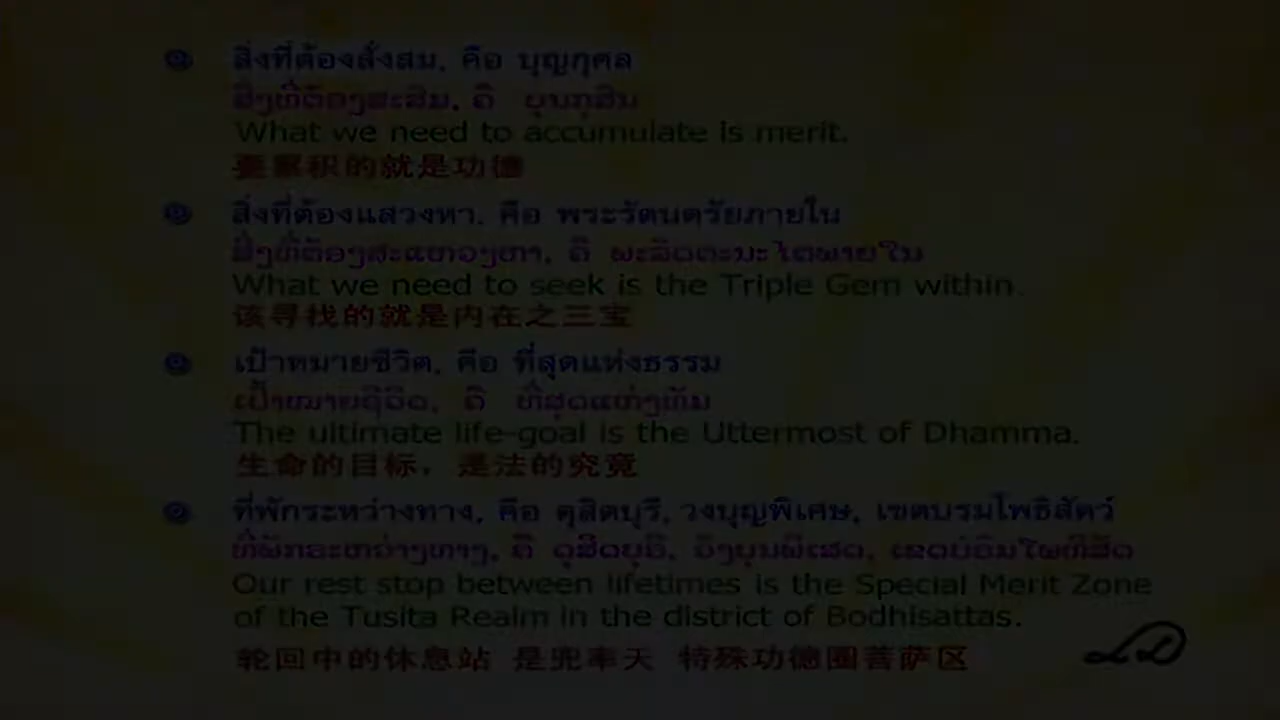 สิ่งที่ต้องสั่งสม, คือ บุญกุศล
ສິ່ງທີ່ຕ້ອງສະສົມ, ຄື ບຸນກຸສົນ
What we need to accumulate is merit.
要累积的就是功德
สิ่งที่ต้องแสวงหา, คือ พระรัตนตรัยภายใน
ສິ່ງທີ່ຕ້ອງສະແຫວງຫາ, ຄື ພະລັດຕະນະໄຕພາຍໃນ
What we need to seek is the Triple Gem within.
该寻找的就是内在之三宝
เป้าหมายชีวิต, คือ ที่สุดแห่งธรรม
ເປົ້າໝາຍຊີວິດ, ຄື ທີ່ສຸດແຫ່ງທັມ
The ultimate life-goal is the Uttermost of Dhamma.
生命的目标，是法的究竟
ที่พักระหว่างทาง, คือ ดุสิตบุรี, วงบุญพิเศษ, เขตบรมโพธิสัตว์
ທີ່ພັກລະຫວ່າງທາງ, ຄື ດຸສິດບຸຣີ, ວົງບຸນພິເສດ, ເຂດບໍຣົມໂພທິສັດ
Our rest stop between lifetimes is the Special Merit Zone
of the Tusita Realm in the district of Bodhisattas.
轮回中的休息站 是兜率天 特殊功德圈菩萨区